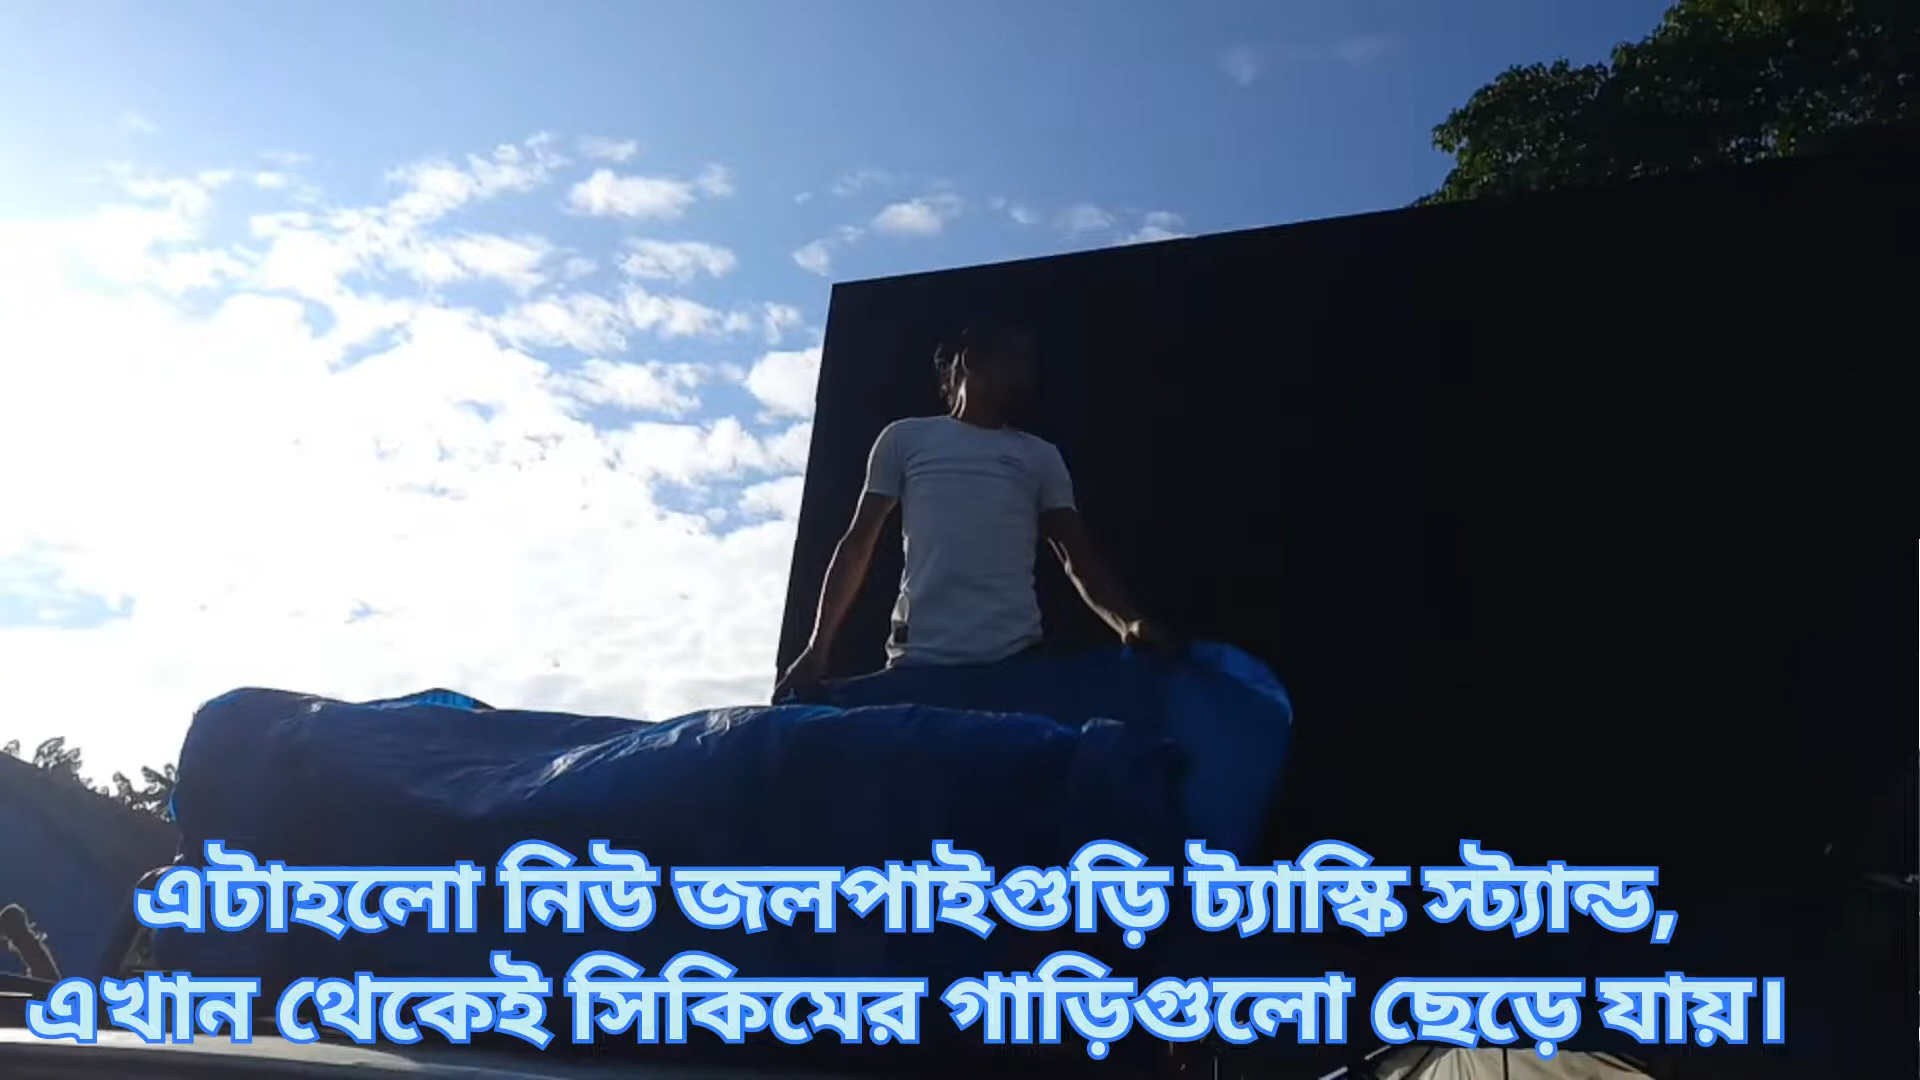 এটাহলো নিউ জলপাইগুড়ি ট্যাস্কি স্ট্যান্ড,
এখান থেকেই সিকিমের গাড়িগুলো ছেড়ে যায়।